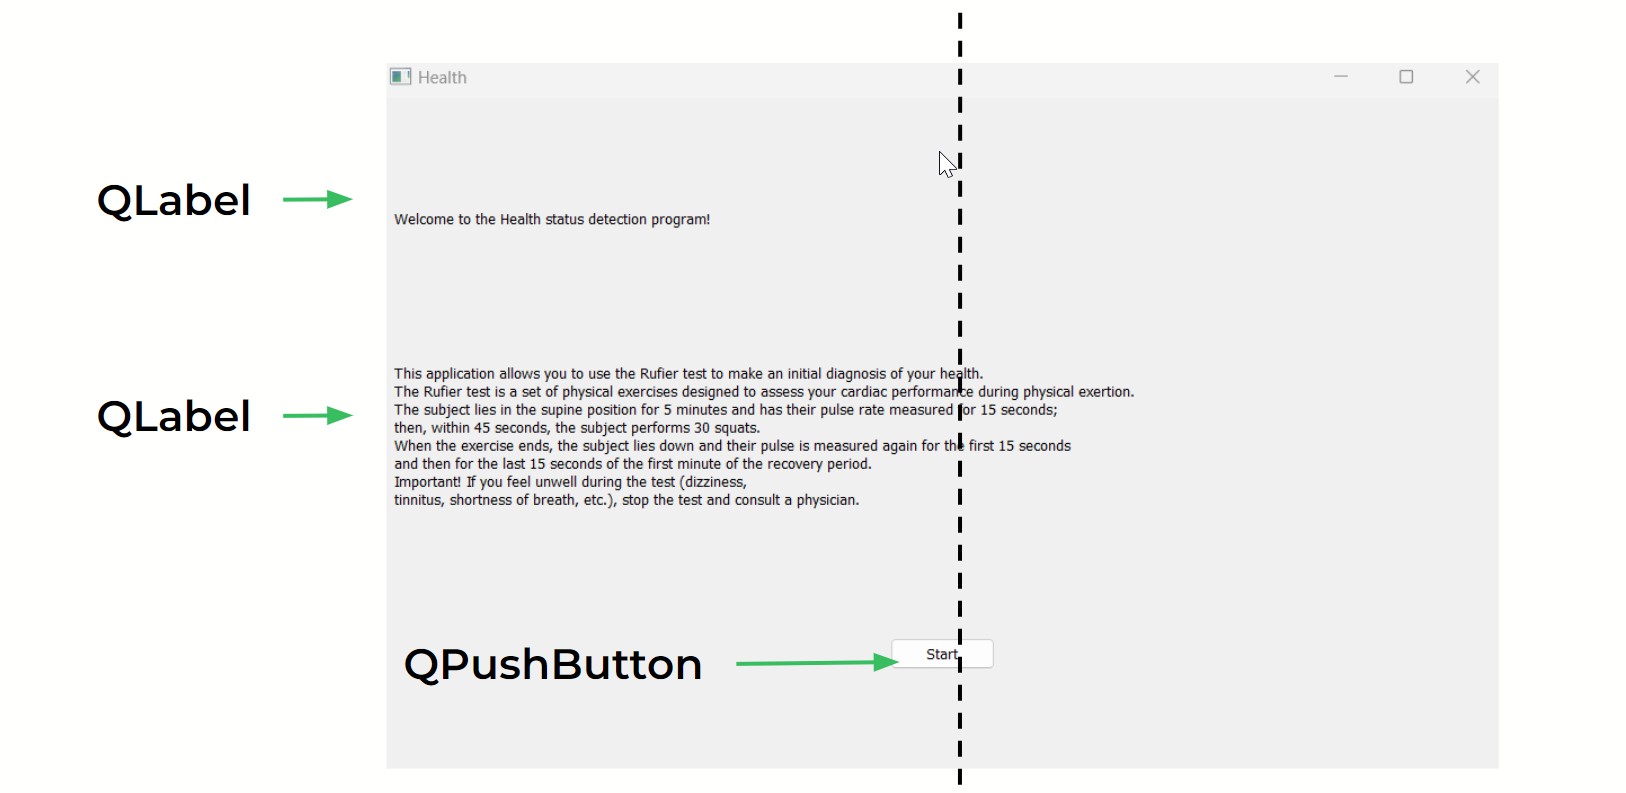 Health
QLabel
Welcome to the Health status detection program!
QLabel
This application allows you to use the Rufier test to make an initial diagnosis of your health.
The Rufier test is a set of physical exercises designed to assess your cardiac performance during physical exertion.
The subject lies in the supine position for 5 minutes and has their pulse rate measured for 15 seconds;
then, within 45 seconds, the subject performs 30 squats.
When the exercise ends, the subject lies down and their pulse is measured again for the first 15 seconds
and then for the last 15 seconds of the first minute of the recovery period.
Important! If you feel unwell during the test (dizziness,
tinnitus, shortness of breath, etc.), stop the test and consult a physician.
QPushButton
Start